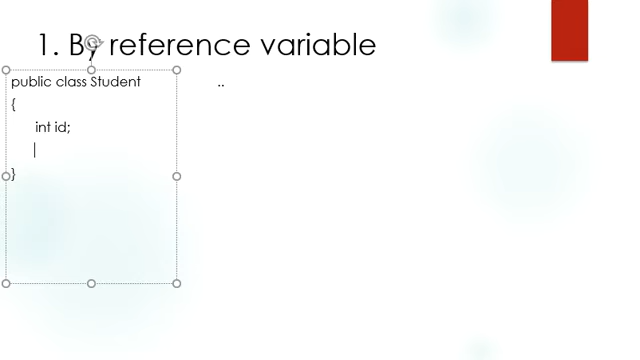 1. By reference variable
public class Student
{
int id;
}
..